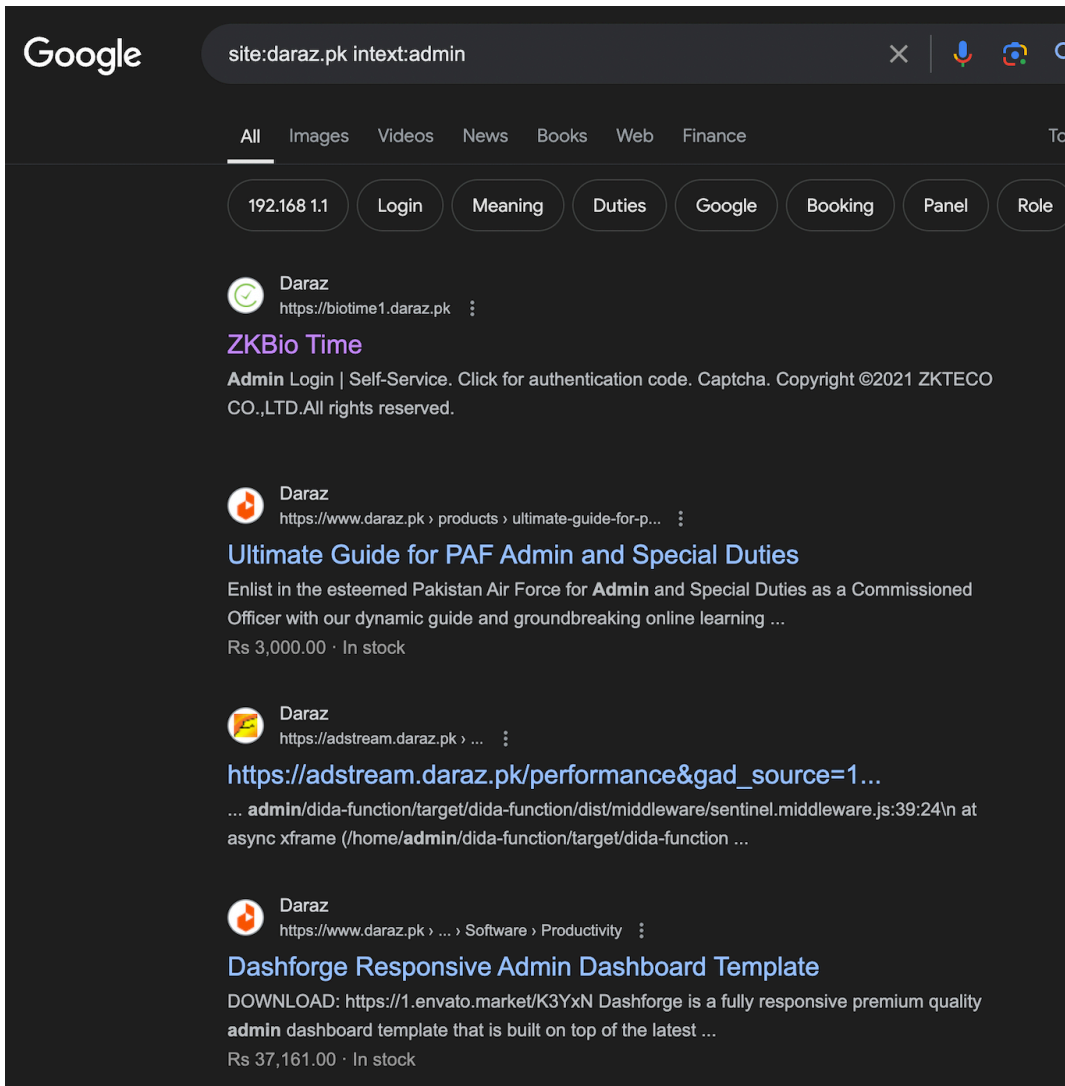 Google
site:daraz.pk intext:admin
All Images Videos News Books Web Finance To
192.168 1.1 Login Meaning Duties Google Booking Panel Role
Daraz
https://biotime1.daraz.pk
ZKBio Time
Admin Login | Self-Service. Click for authentication code. Captcha. Copyright ©2021 ZKTECO
CO.,LTD.All rights reserved.
Daraz
https://www.daraz.pk › products › ultimate-guide-for-p...
Ultimate Guide for PAF Admin and Special Duties
Enlist in the esteemed Pakistan Air Force for Admin and Special Duties as a Commissioned
Officer with our dynamic guide and groundbreaking online learning ...
Rs 3,000.00 · In stock
Daraz
https://adstream.daraz.pk › ...
https://adstream.daraz.pk/performance&gad_source=1...
... admin/dida-function/target/dida-function/dist/middleware/sentinel.middleware.js:39:24\n at
async xframe (/home/admin/dida-function/target/dida-function ...
Daraz
https://www.daraz.pk › ... › Software › Productivity
Dashforge Responsive Admin Dashboard Template
DOWNLOAD: https://1.envato.market/K3YxN Dashforge is a fully responsive premium quality
admin dashboard template that is built on top of the latest ...
Rs 37,161.00 · In stock